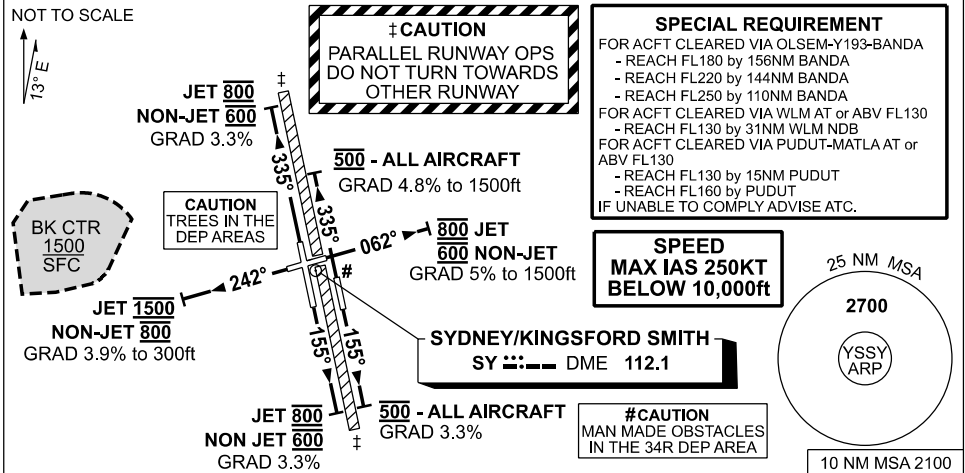 NOT TO SCALE
13° E
‡CAUTION
PARALLEL RUNWAY OPS
DO NOT TURN TOWARDS
OTHER RUNWAY
SPECIAL REQUIREMENT
FOR ACFT CLEARED VIA OLSEM-Y193-BANDA
- REACH FL180 by 156NM BANDA
- REACH FL220 by 144NM BANDA
- REACH FL250 by 110NM BANDA
FOR ACFT CLEARED VIA WLM AT or ABV FL130
- REACH FL130 by 31NM WLM NDB
FOR ACFT CLEARED VIA PUDUT-MATLA AT or
ABV FL130
- REACH FL130 by 15NM PUDUT
- REACH FL160 by PUDUT
IF UNABLE TO COMPLY ADVISE ATC.
‡
JET 800
NON-JET 600
GRAD 3.3%
335°
500 - ALL AIRCRAFT
GRAD 4.8% to 1500ft
335°
CAUTION
TREES IN THE
DEP AREAS
BK CTR
1500
SFC
062°
800 JET
600 NON-JET
GRAD 5% to 1500ft
#
242°
JET 1500
NON-JET 800
GRAD 3.9% to 300ft
SPEED
MAX IAS 250KT
BELOW 10,000ft
25 NM MSA
2700
YSSY
ARP
10 NM MSA 2100
SYDNEY/KINGSFORD SMITH
SY DME 112.1
155°
155°
JET 800
NON JET 600
GRAD 3.3%
‡
500 - ALL AIRCRAFT
GRAD 3.3%
#CAUTION
MAN MADE OBSTACLES
IN THE 34R DEP AREA